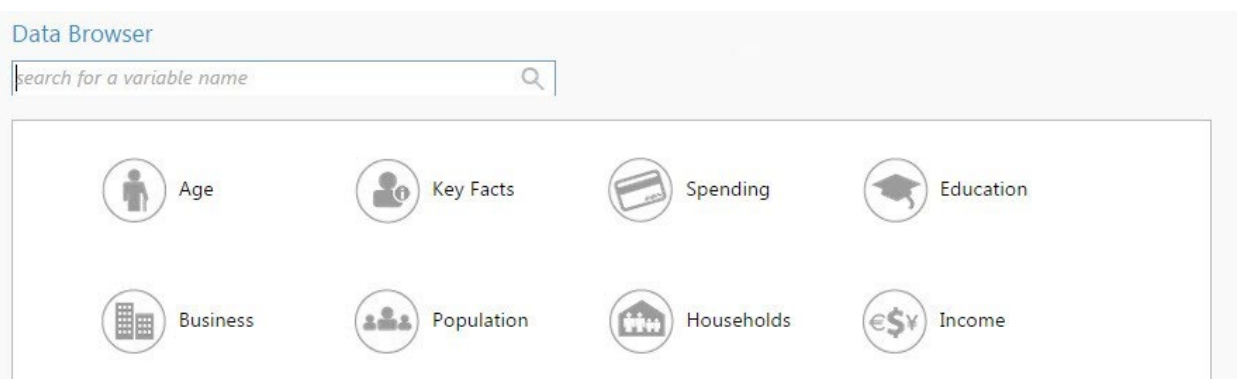 Data Browser
search for a variable name
Age Key Facts Spending Education
Business Population Households Income